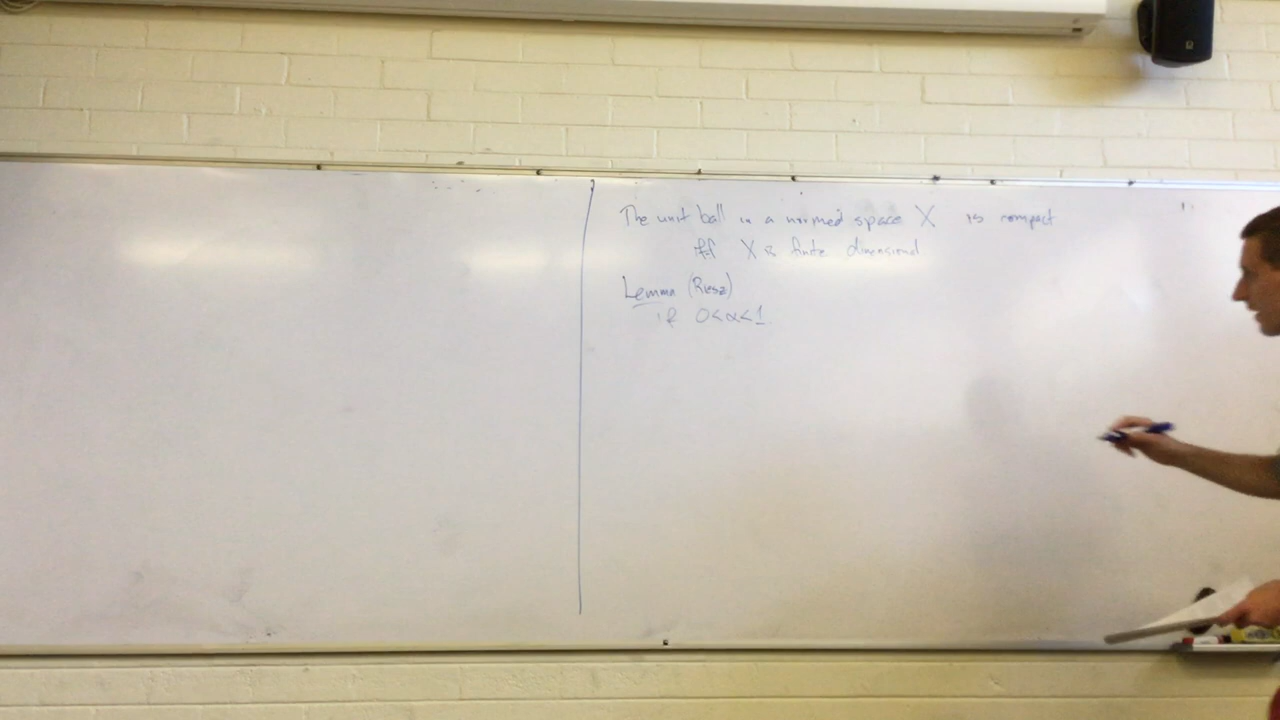 The unit ball in a normed space X is compact
iff X is finite dimensional
Lemma (Riesz)
if 0<α<1